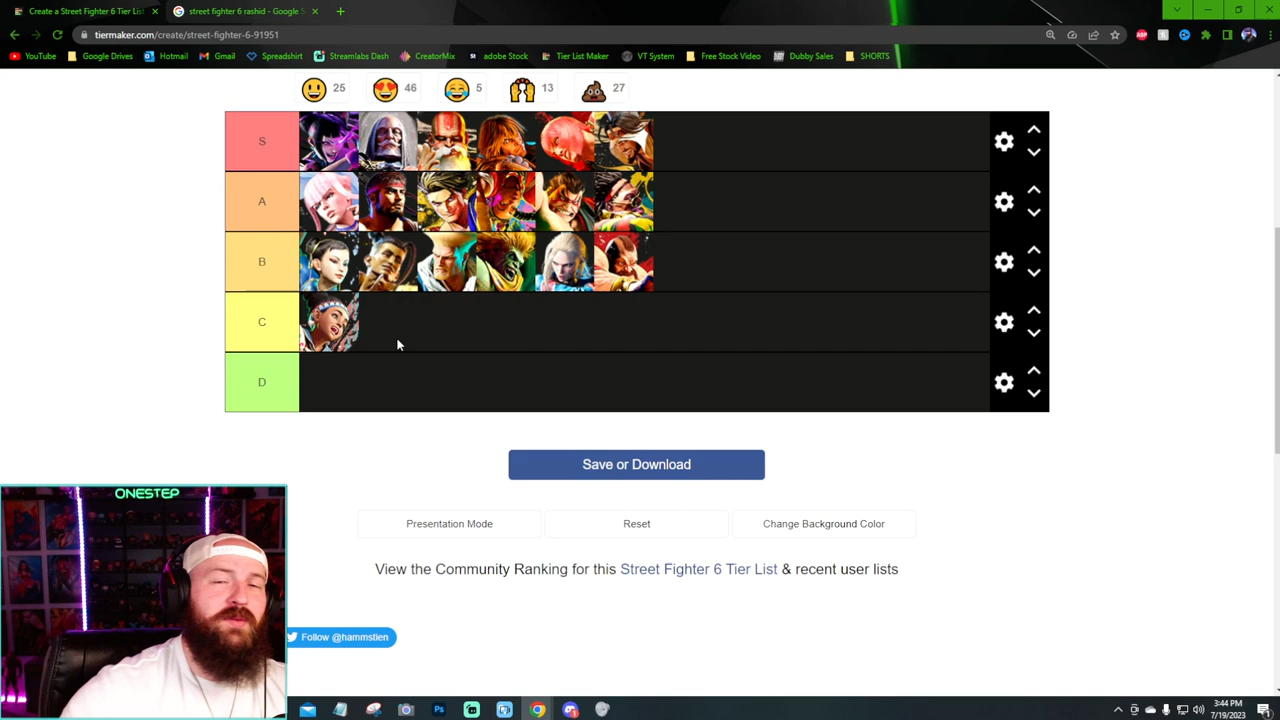 Create a Street Fighter 6 Tier List
street fighter 6 rashid - Google S
tiermaker.com/create/street-fighter-6-91951
YouTube
Google Drives
Hotmail
Gmail
Spreadshirt
Streamlabs Dash
CreatorMix
adobe Stock
Tier List Maker
VT System
Free Stock Video
Dubby Sales
SHORTS
25
46
5
13
27
S
A
B
C
D
Save or Download
Presentation Mode
Reset
Change Background Color
View the Community Ranking for this Street Fighter 6 Tier List & recent user lists
ONESTEP
Follow @hammstien
3:44 PM
7/19/2023